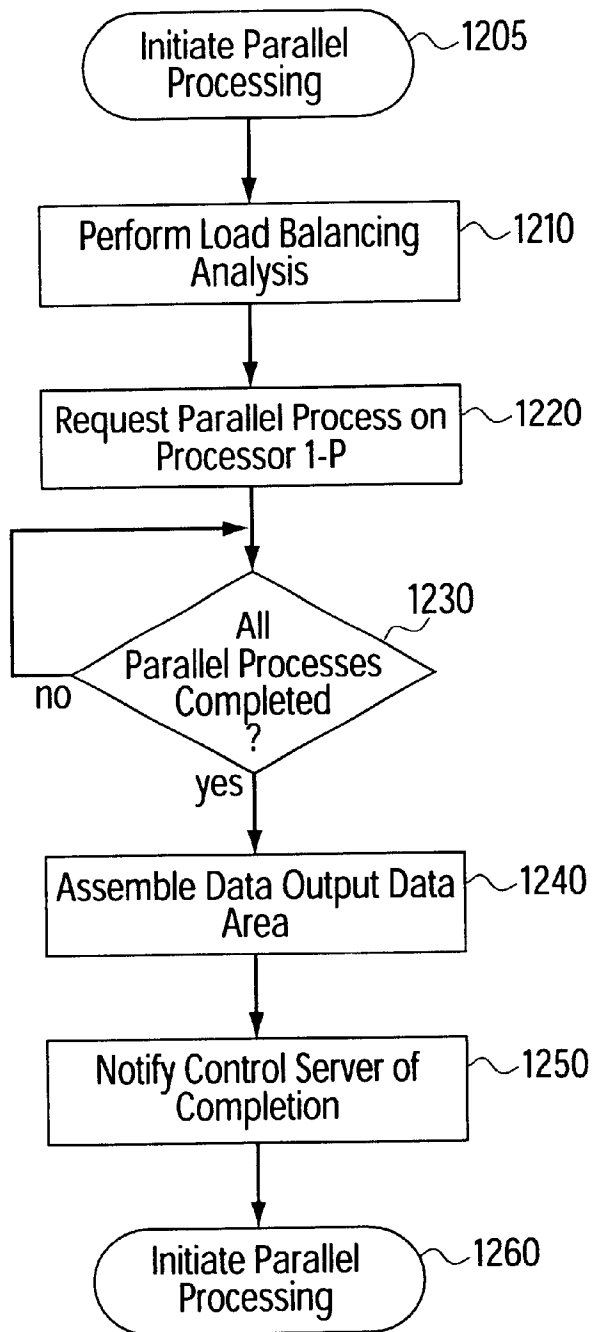 Initiate Parallel
Processing
1205
Perform Load Balancing
Analysis
1210
Request Parallel Process on
Processor 1-P
1220
All
Parallel Processes
Completed
?
1230
no
yes
Assemble Data Output Data
Area
1240
Notify Control Server of
Completion
1250
Initiate Parallel
Processing
1260